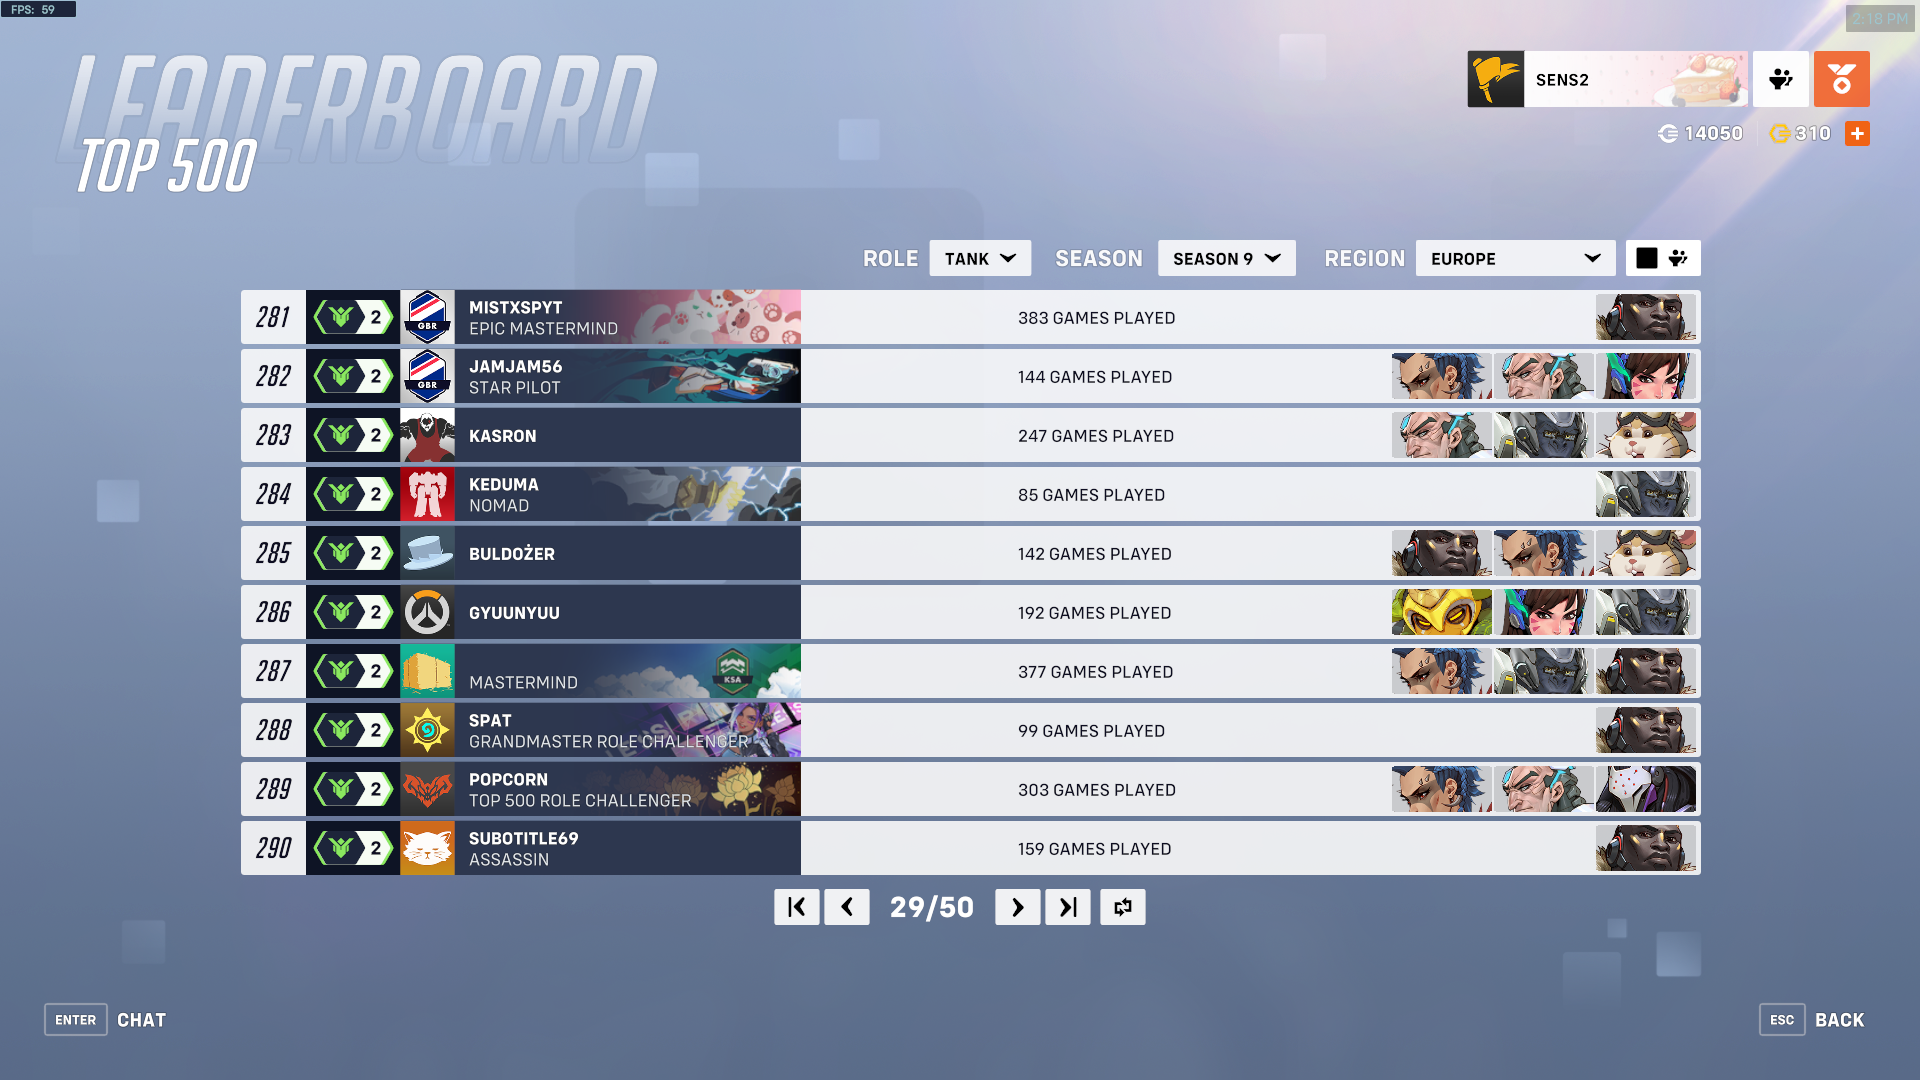 FPS: 59
2:18 PM
LEADERBOARD
TOP 500
SENS2
14050
310
ROLE TANK SEASON SEASON 9 REGION EUROPE
281 2 GBR MISTXSPYT 383 GAMES PLAYED
EPIC MASTERMIND
282 2 GBR JAMJAM56 144 GAMES PLAYED
STAR PILOT
283 2 KASRON 247 GAMES PLAYED
284 2 KEDUMA 85 GAMES PLAYED
NOMAD
285 2 BULDOŻER 142 GAMES PLAYED
286 2 GYUUNYUU 192 GAMES PLAYED
287 2 MASTERMIND KSA 377 GAMES PLAYED
288 2 SPAT 99 GAMES PLAYED
GRANDMASTER ROLE CHALLENGER
289 2 POPCORN 303 GAMES PLAYED
TOP 500 ROLE CHALLENGER
290 2 SUBOTITLE69 159 GAMES PLAYED
ASSASSIN
29/50
ENTER CHAT
ESC BACK